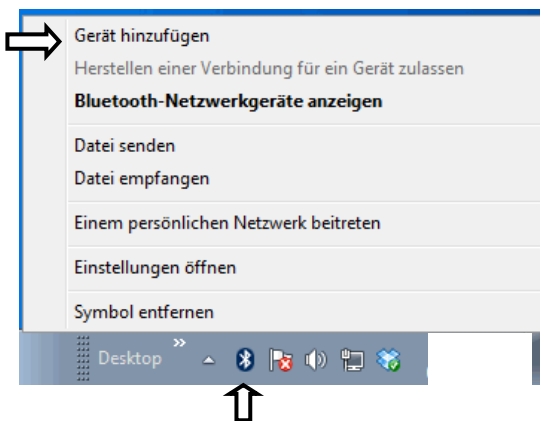 Gerät hinzufügen
Herstellen einer Verbindung für ein Gerät zulassen
Bluetooth-Netzwerkgeräte anzeigen
Datei senden
Datei empfangen
Einem persönlichen Netzwerk beitreten
Einstellungen öffnen
Symbol entfernen
Desktop »